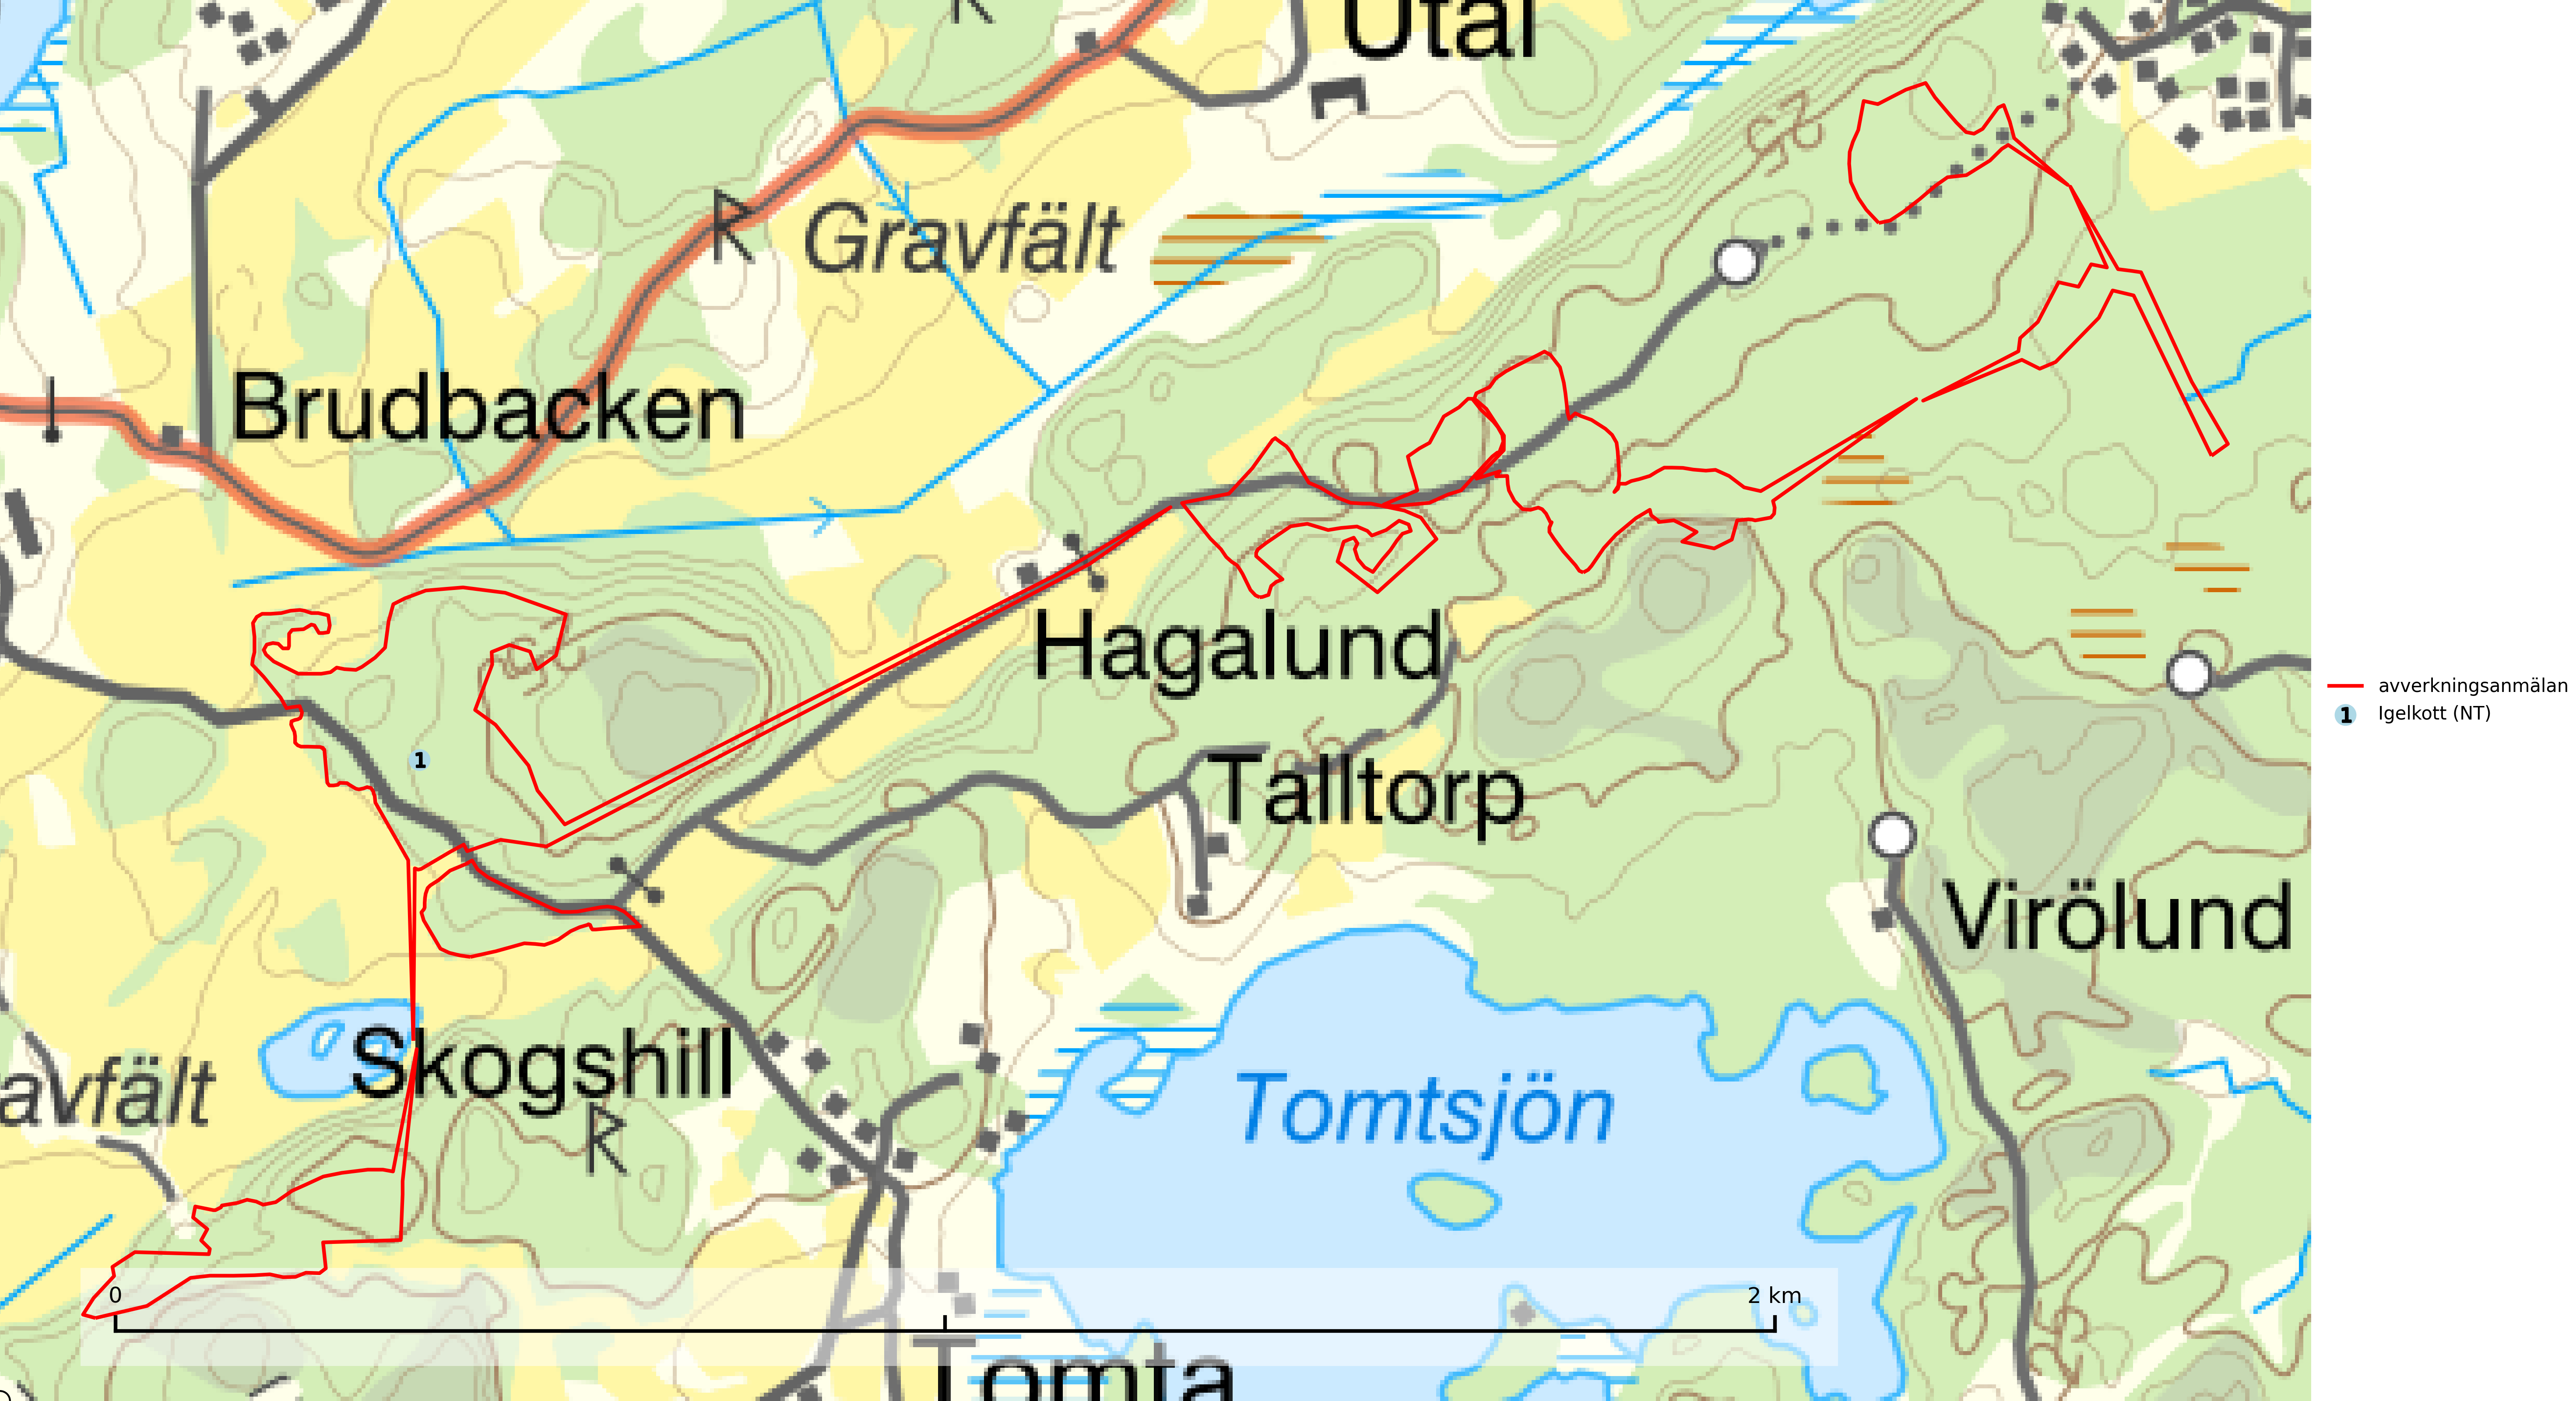 Utal
Gravfält
Brudbacken
Hagalund
Talltorp
Virölund
Skogshill
avfält
Tomtsjön
0
2 km
Tomta
1
avverkningsanmälan
1 Igelkott (NT)